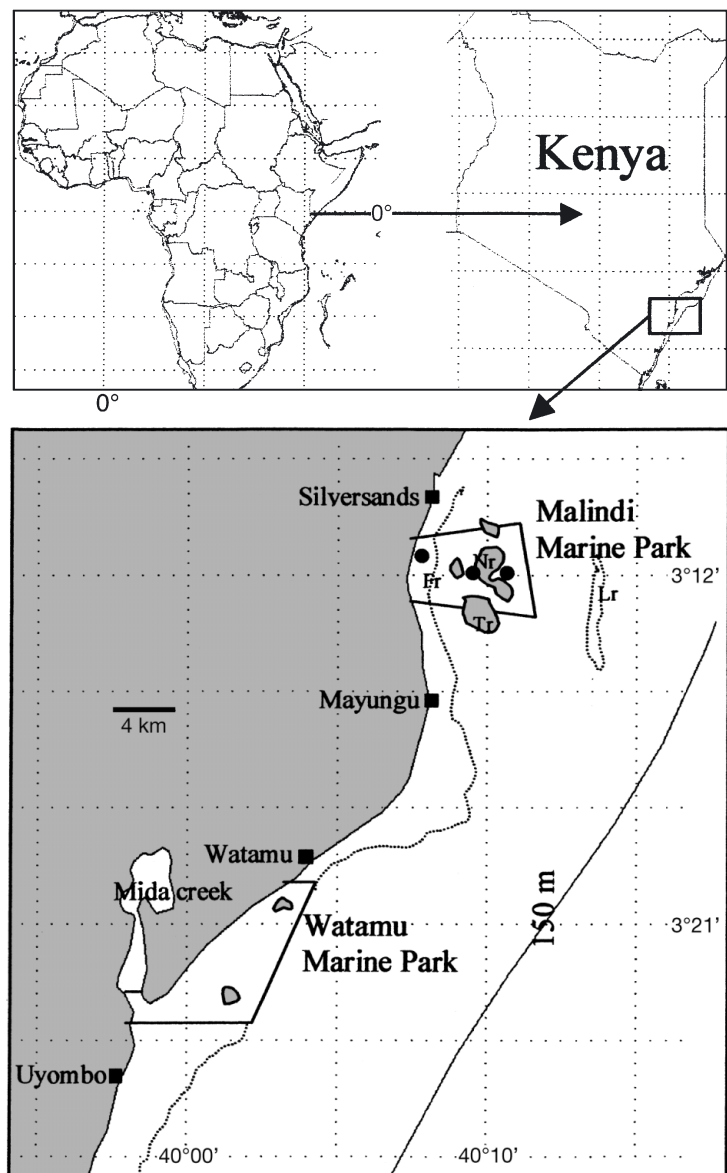 Kenya
0°
0°
Silversands
Malindi
Marine Park
Nr
Fr
3°12'
Lr
Tr
Mayungu
4 km
Watamu
Mida creek
Watamu
Marine Park
150 m
3°21'
Uyombo
40°00'
40°10'